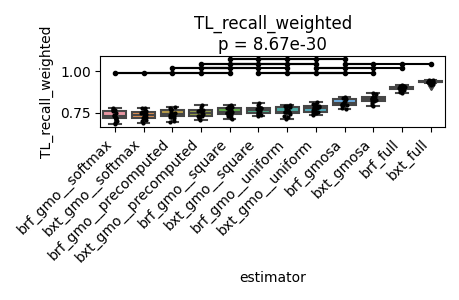 TL_recall_weighted
p = 8.67e-30
TL_recall_weighted
1.00
0.75
brf_gmo__softmax
bxt_gmo__softmax
brf_gmo__precomputed
bxt_gmo__precomputed
brf_gmo__square
bxt_gmo__square
brf_gmo__uniform
bxt_gmo__uniform
brf_gmosa
bxt_gmosa
brf_full
bxt_full
estimator